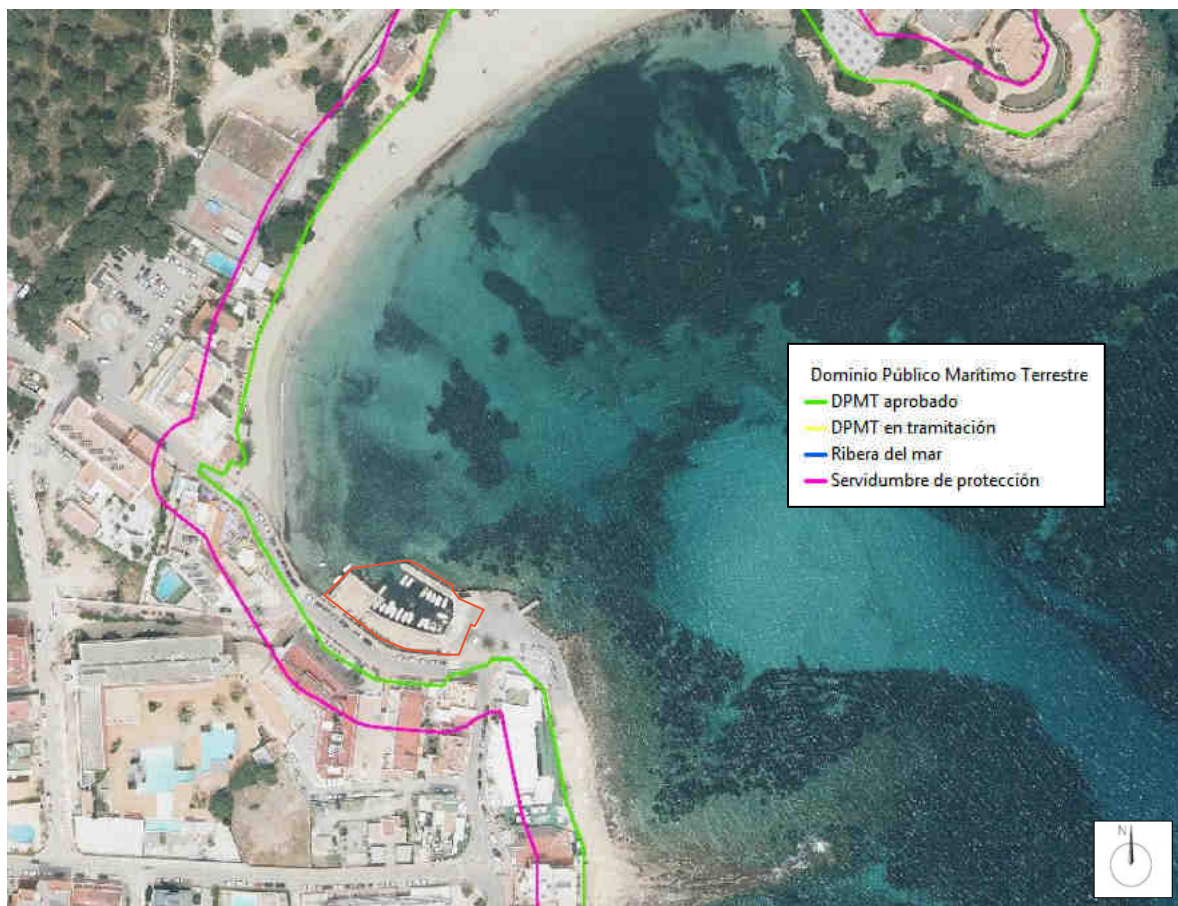 Dominio Público Marítimo Terrestre
DPMT aprobado
DPMT en tramitación
Ribera del mar
Servidumbre de protección
N